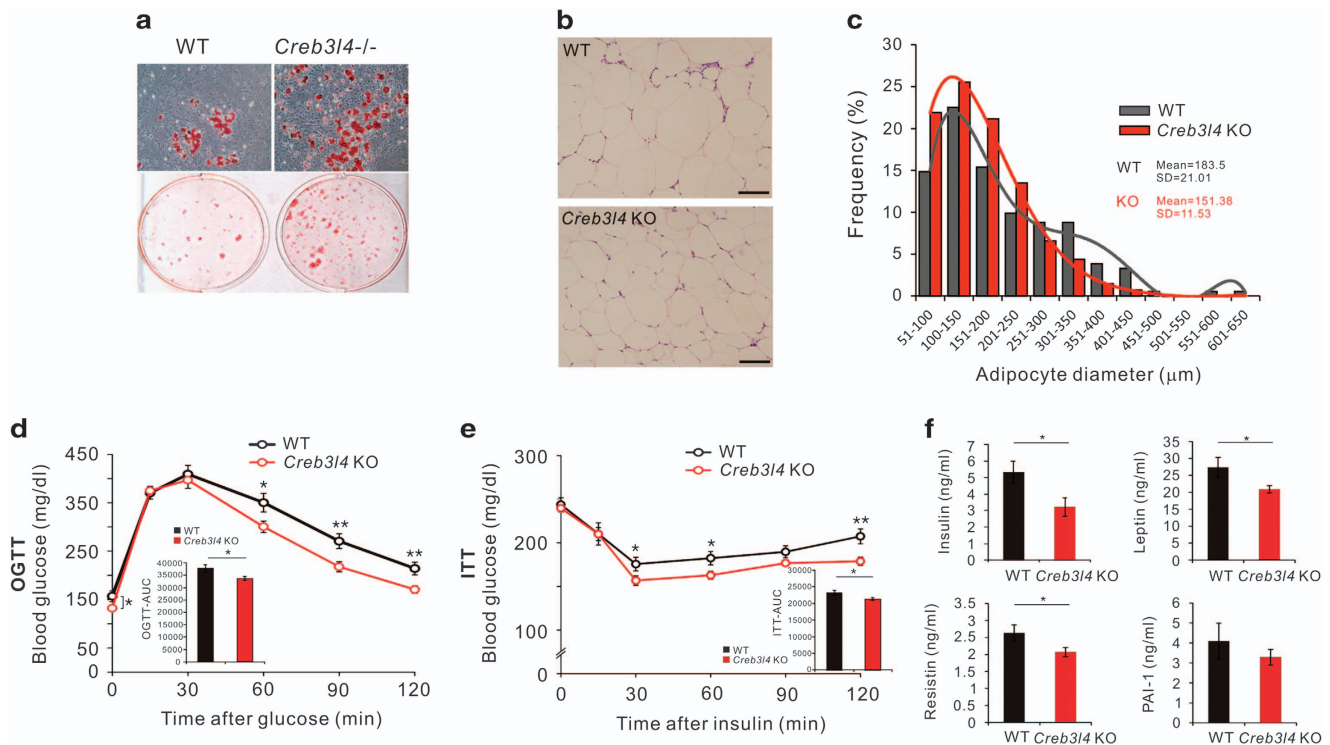 a
WT
Creb3l4-/-
b
WT
Creb3l4 KO
c
Frequency (%)
30
25
20
15
10
5
0
WT
Creb3l4 KO
WT
Mean=183.5
SD=21.01
KO
Mean=151.38
SD=11.53
51-100
100-150
151-200
201-250
251-300
301-350
351-400
401-450
451-500
501-550
551-600
601-650
Adipocyte diameter (μm)
d
OGTT
Blood glucose (mg/dl)
450
350
250
150
50
0
WT
Creb3l4 KO
*
*
**
**
WT
Creb3l4 KO
*
OGTT-AUC
40000
35000
30000
25000
20000
15000
10000
5000
0
0
30
60
90
120
Time after glucose (min)
e
ITT
Blood glucose (mg/dl)
300
200
100
0
WT
Creb3l4 KO
*
*
**
ITT-AUC
30000
25000
20000
15000
10000
5000
0
*
WT
Creb3l4 KO
0
30
60
90
120
Time after insulin (min)
f
Insulin (ng/ml)
7
6
5
4
3
2
1
0
*
WT Creb3l4 KO
Leptin (ng/ml)
35
30
25
20
15
10
5
0
*
WT Creb3l4 KO
Resistin (ng/ml)
3.5
3
2.5
2
1.5
1
0.5
0
*
WT Creb3l4 KO
PAI-1 (ng/ml)
6
5
4
3
2
1
0
WT Creb3l4 KO